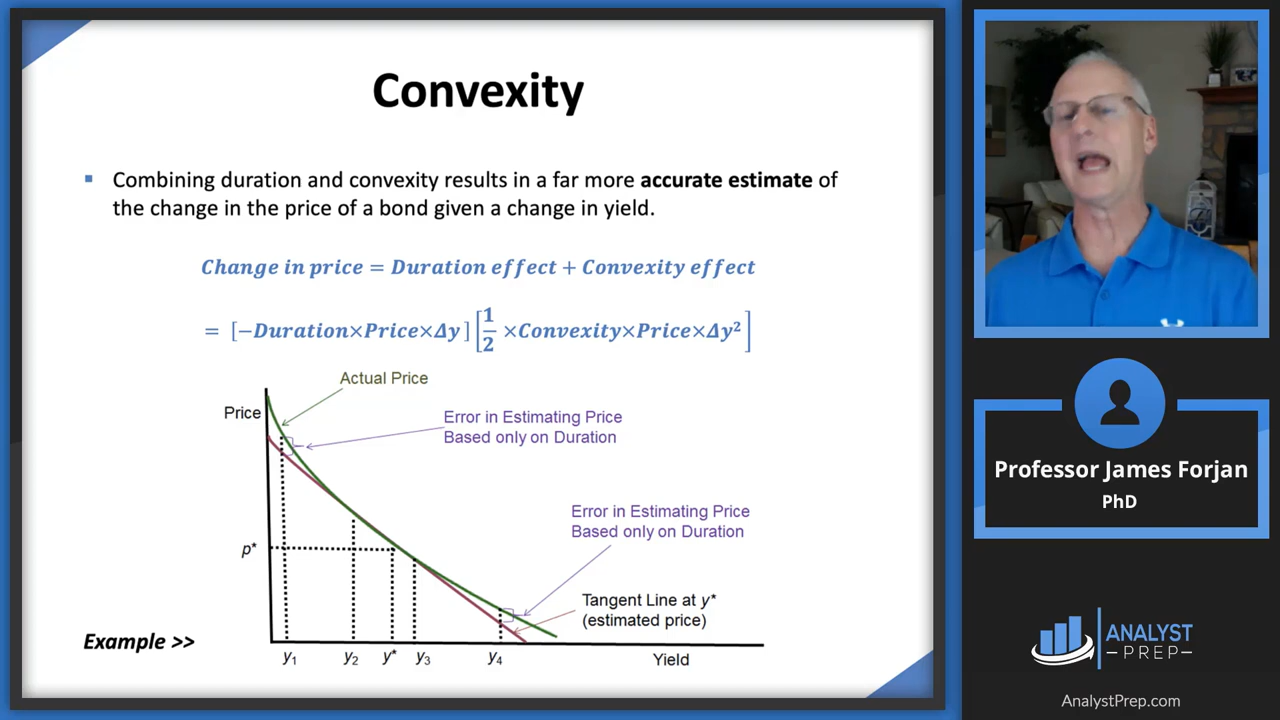 Convexity
▪ Combining duration and convexity results in a far more accurate estimate of
the change in the price of a bond given a change in yield.
Change in price = Duration effect + Convexity effect
= [−Duration×Price×Δy] [1/2 ×Convexity×Price×Δy²]
Actual Price
Price
Error in Estimating Price
Based only on Duration
Error in Estimating Price
Based only on Duration
p*
Tangent Line at y*
(estimated price)
Example >>
y₁ y₂ y* y₃ y₄ Yield
Professor James Forjan
PhD
ANALYST
PREP
AnalystPrep.com